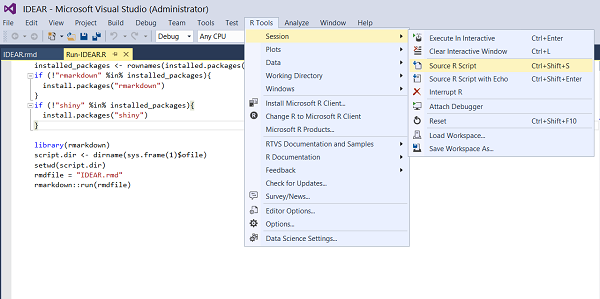 IDEAR - Microsoft Visual Studio (Administrator)
File Edit View Project Build Debug Team Tools Test R Tools Analyze Window Help
Debug Any CPU
IDEAR.rmd Run-IDEAR.R
installed_packages <- rownames(installed.packages(
if (!"rmarkdown" %in% installed_packages){
install.packages("rmarkdown")
}
if (!"shiny" %in% installed_packages){
install.packages("shiny")
}
library(rmarkdown)
script.dir <- dirname(sys.frame(1)$ofile)
setwd(script.dir)
rmdfile = "IDEAR.rmd"
rmarkdown::run(rmdfile)
Session
Plots
Data
Working Directory
Windows
Install Microsoft R Client...
Change R to Microsoft R Client
Microsoft R Products...
RTVS Documentation and Samples
R Documentation
Feedback
Check for Updates...
Survey/News...
Editor Options...
Options...
Data Science Settings...
Execute In Interactive Ctrl+Enter
Clear Interactive Window Ctrl+L
Source R Script Ctrl+Shift+S
Source R Script with Echo Ctrl+Shift+Enter
Interrupt R
Attach Debugger
Reset Ctrl+Shift+F10
Load Workspace...
Save Workspace As...